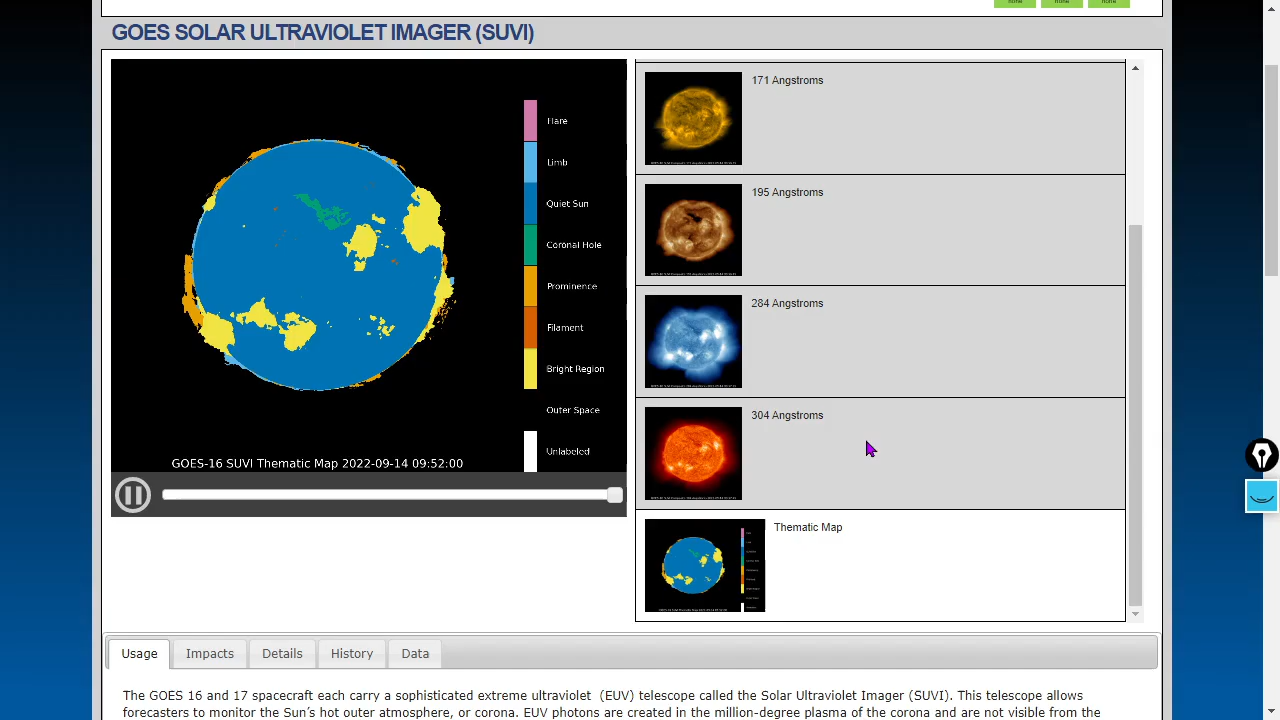 none
none
none
GOES SOLAR ULTRAVIOLET IMAGER (SUVI)
Flare
Limb
Quiet Sun
Coronal Hole
Prominence
Filament
Bright Region
Outer Space
Unlabeled
GOES-16 SUVI Thematic Map 2022-09-14 09:52:00
171 Angstroms
195 Angstroms
284 Angstroms
304 Angstroms
Thematic Map
Usage
Impacts
Details
History
Data
The GOES 16 and 17 spacecraft each carry a sophisticated extreme ultraviolet (EUV) telescope called the Solar Ultraviolet Imager (SUVI). This telescope allows
forecasters to monitor the Sun's hot outer atmosphere, or corona. EUV photons are created in the million-degree plasma of the corona and are not visible from the